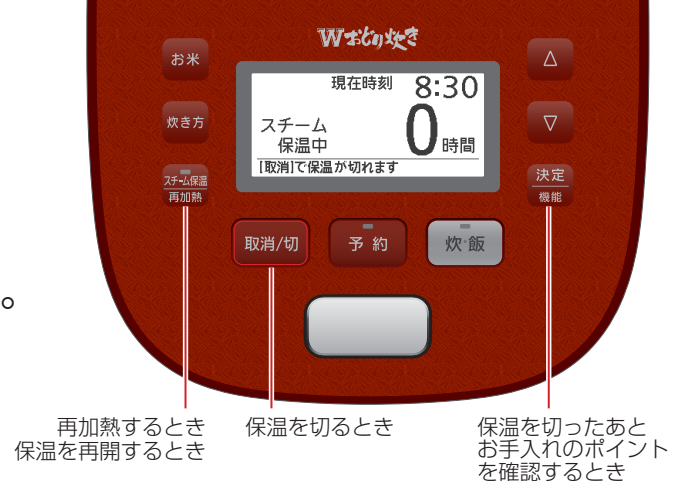 Wおどり炊き
お米
△
現在時刻 8:30
炊き方
スチーム
保温中
0時間
▽
[取消]で保温が切れます
スチーム保温
再加熱
決定
機能
取消/切
予約
炊飯
。
再加熱するとき
保温を再開するとき
保温を切るとき
保温を切ったあと
お手入れのポイント
を確認するとき